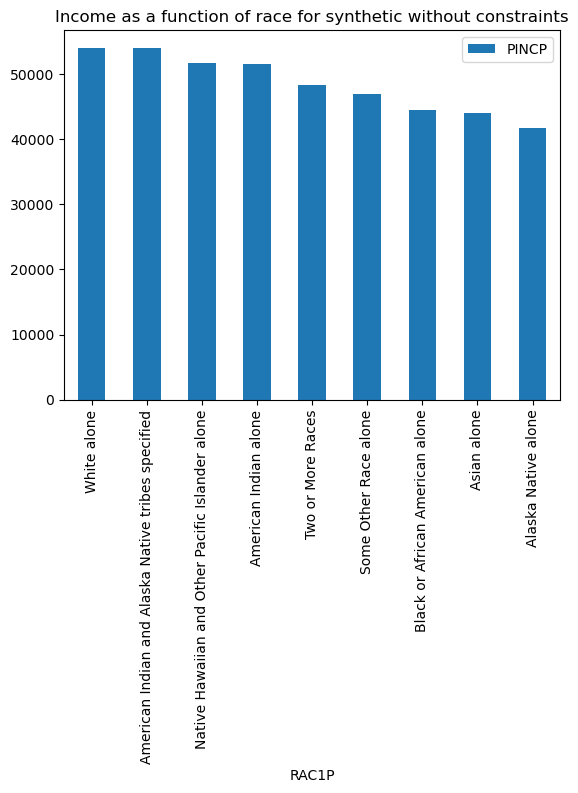 Income as a function of race for synthetic without constraints
PINCP
50000
40000
30000
20000
10000
0
White alone
American Indian and Alaska Native tribes specified
Native Hawaiian and Other Pacific Islander alone
American Indian alone
Two or More Races
Some Other Race alone
Black or African American alone
Asian alone
Alaska Native alone
RAC1P